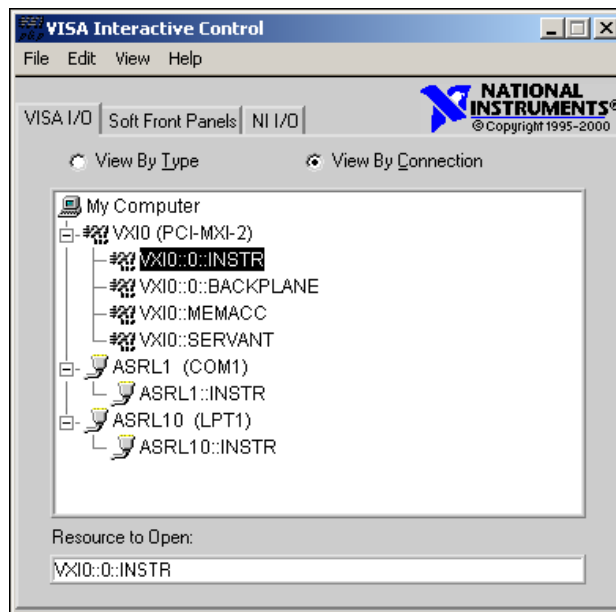 VISA Interactive Control
File Edit View Help
NATIONAL
INSTRUMENTS®
© Copyright 1995-2000
VISA I/O Soft Front Panels NI I/O
View By Type View By Connection
My Computer
VXI0 (PCI-MXI-2)
VXI0::0::INSTR
VXI0::0::BACKPLANE
VXI0::MEMACC
VXI0::SERVANT
ASRL1 (COM1)
ASRL1::INSTR
ASRL10 (LPT1)
ASRL10::INSTR
Resource to Open:
VXI0::0::INSTR